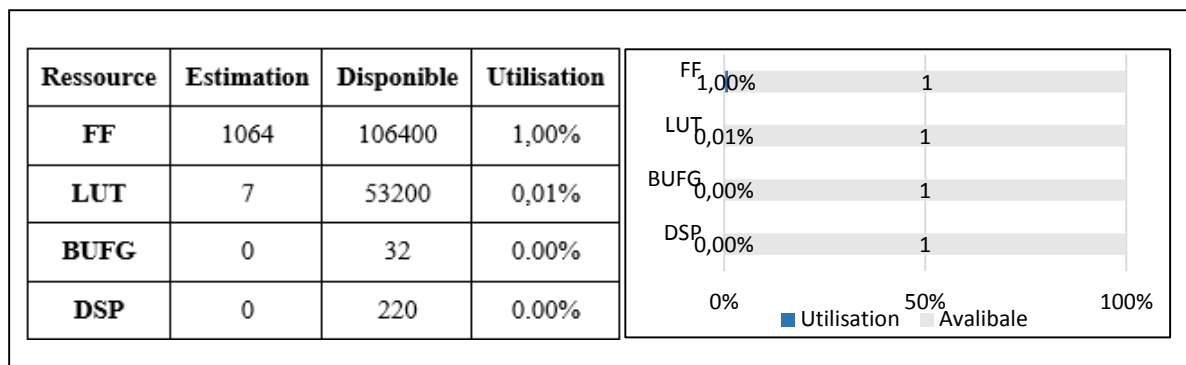 Ressource Estimation Disponible Utilisation
FF 1064 106400 1,00%
LUT 7 53200 0,01%
BUFG 0 32 0.00%
DSP 0 220 0.00%
FF 1,00% 1
LUT 0,01% 1
BUFG 0,00% 1
DSP 0,00% 1
0% 50% 100%
Utilisation Avalibale